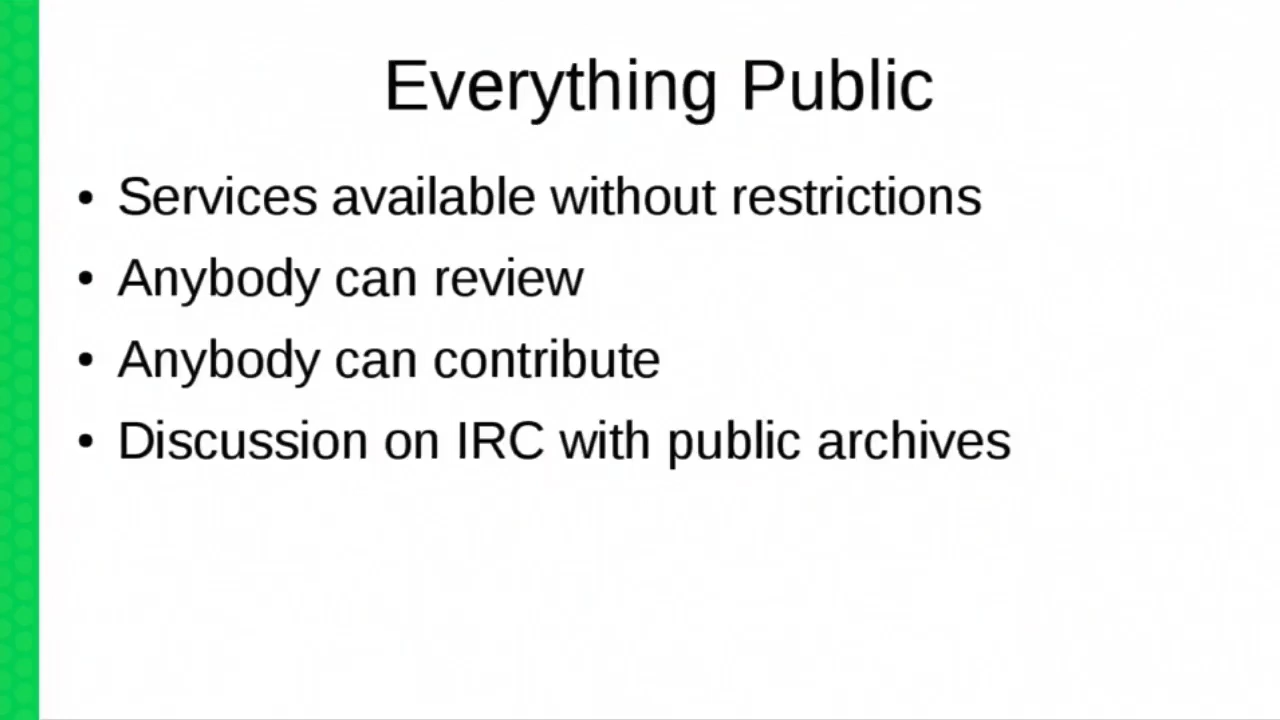 Everything Public
• Services available without restrictions
• Anybody can review
• Anybody can contribute
• Discussion on IRC with public archives